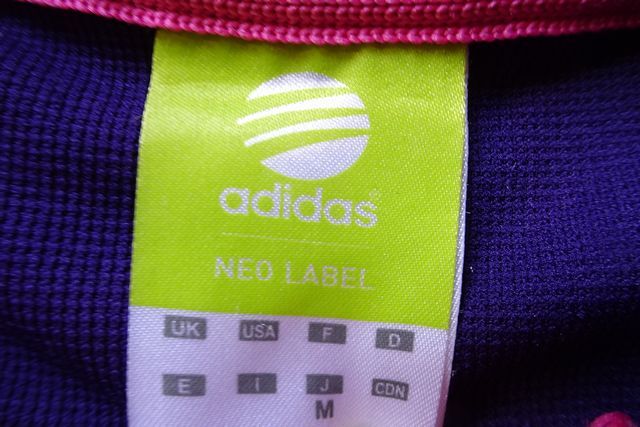 adidas
NEO LABEL
UK USA F D
E I J CDN
M